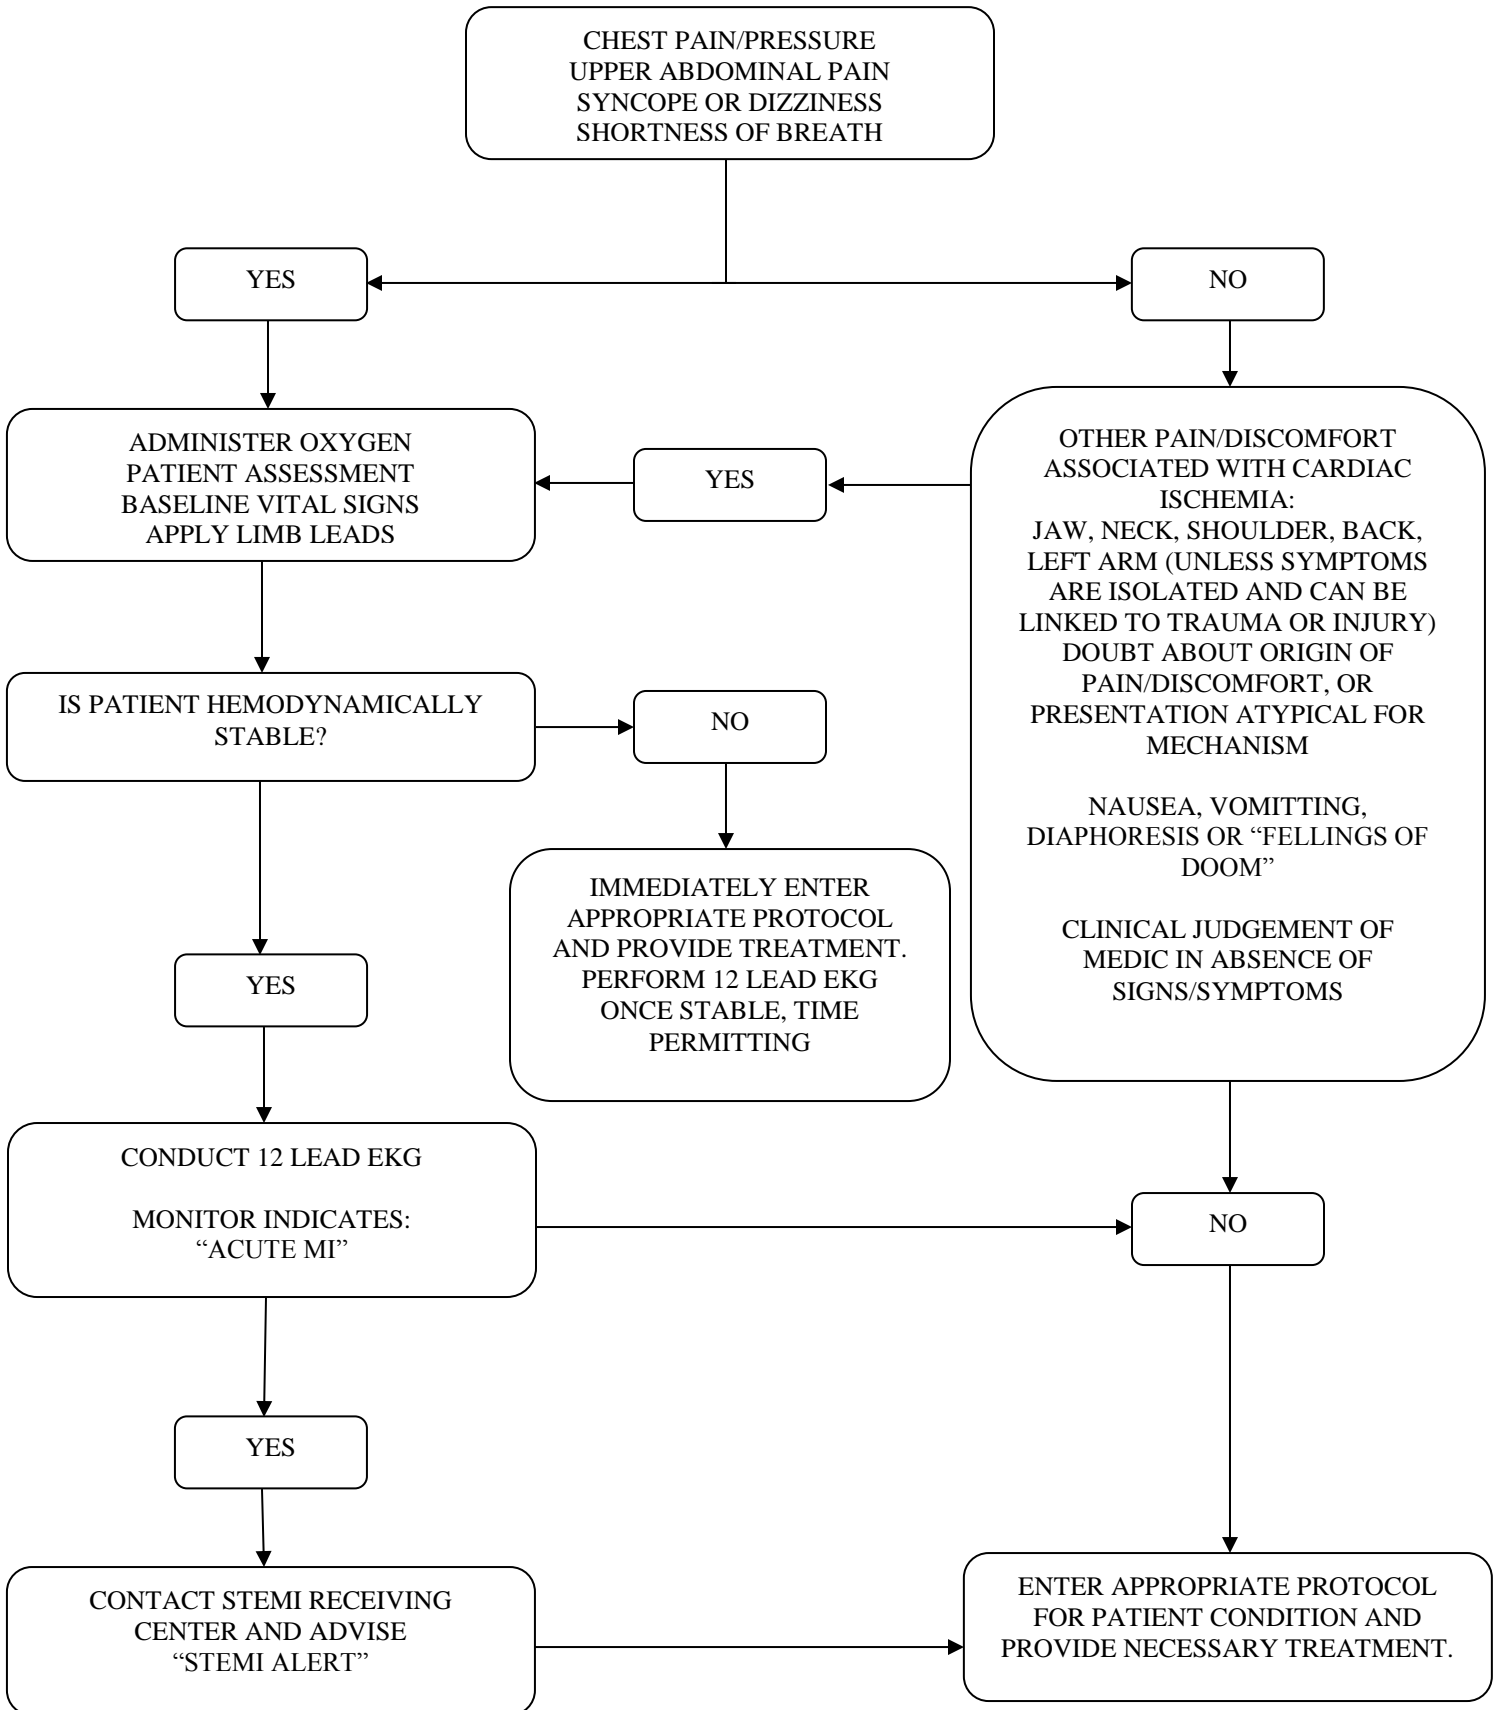 CHEST PAIN/PRESSURE
UPPER ABDOMINAL PAIN
SYNCOPE OR DIZZINESS
SHORTNESS OF BREATH
YES
NO
ADMINISTER OXYGEN
PATIENT ASSESSMENT
BASELINE VITAL SIGNS
APPLY LIMB LEADS
YES
OTHER PAIN/DISCOMFORT
ASSOCIATED WITH CARDIAC
ISCHEMIA:
JAW, NECK, SHOULDER, BACK,
LEFT ARM (UNLESS SYMPTOMS
ARE ISOLATED AND CAN BE
LINKED TO TRAUMA OR INJURY)
DOUBT ABOUT ORIGIN OF
PAIN/DISCOMFORT, OR
PRESENTATION ATYPICAL FOR
MECHANISM
NAUSEA, VOMITTING,
DIAPHORESIS OR “FELLINGS OF
DOOM”
CLINICAL JUDGEMENT OF
MEDIC IN ABSENCE OF
SIGNS/SYMPTOMS
IS PATIENT HEMODYNAMICALLY
STABLE?
NO
IMMEDIATELY ENTER
APPROPRIATE PROTOCOL
AND PROVIDE TREATMENT.
PERFORM 12 LEAD EKG
ONCE STABLE, TIME
PERMITTING
YES
CONDUCT 12 LEAD EKG
MONITOR INDICATES:
“ACUTE MI”
NO
YES
CONTACT STEMI RECEIVING
CENTER AND ADVISE
“STEMI ALERT”
ENTER APPROPRIATE PROTOCOL
FOR PATIENT CONDITION AND
PROVIDE NECESSARY TREATMENT.